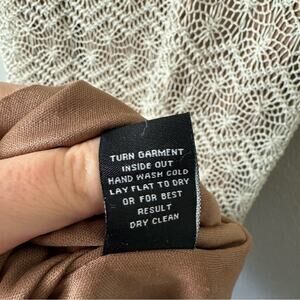 TURN GARMENT
INSIDE OUT
HAND WASH COLD
LAY FLAT TO DRY
OR FOR BEST
RESULT
DRY CLEAN